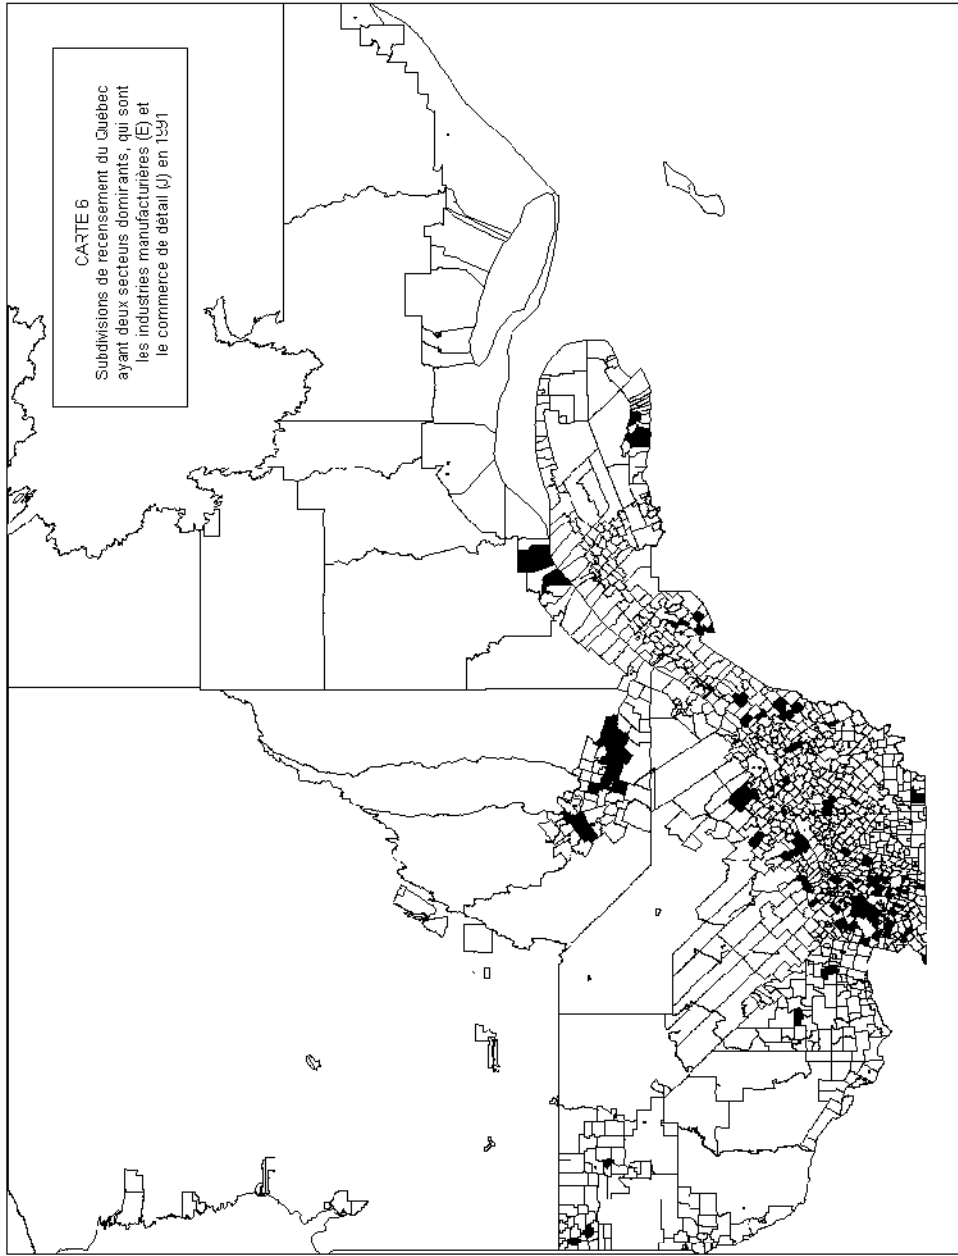 CARTE 6
Subdivisions de recensement du Québec
ayant deux secteurs domirants, qui sont
les industries manufacturières (E) et
le commerce de détail (J) en 1991